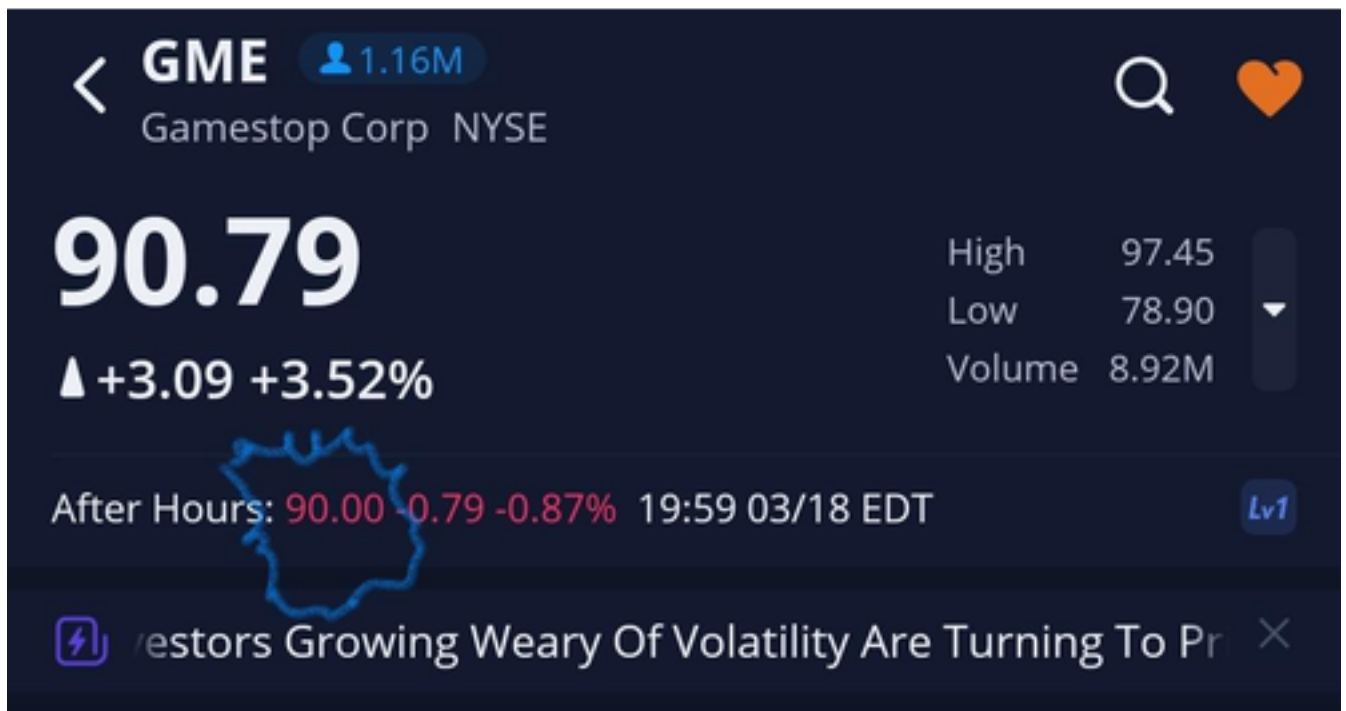 GME 1.16M
Gamestop Corp NYSE
90.79
+3.09 +3.52%
High 97.45
Low 78.90
Volume 8.92M
After Hours: 90.00 -0.79 -0.87% 19:59 03/18 EDT
Lv1
estors Growing Weary Of Volatility Are Turning To Pr